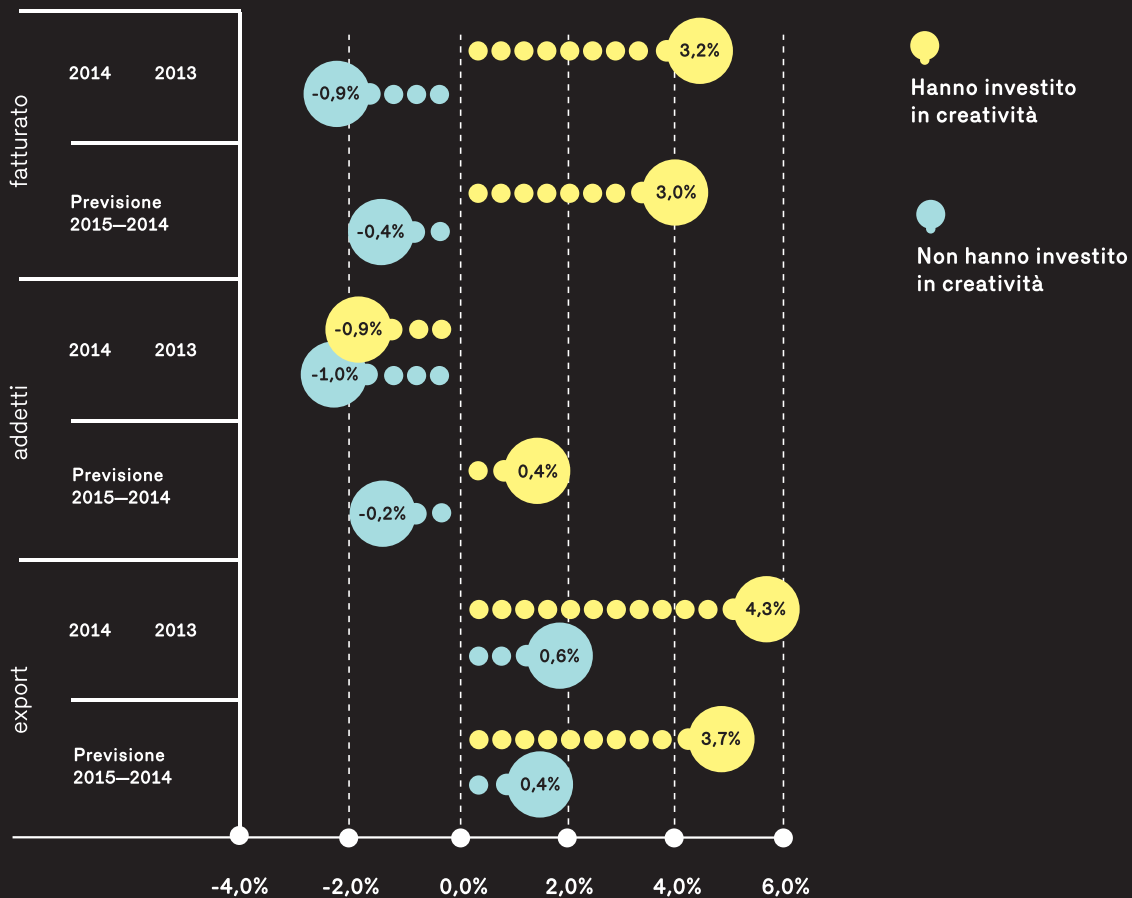 fatturato
2014 2013
3,2%
-0,9%
Previsione
2015—2014
3,0%
-0,4%
addetti
2014 2013
-0,9%
-1,0%
Previsione
2015—2014
0,4%
-0,2%
export
2014 2013
4,3%
0,6%
Previsione
2015—2014
3,7%
0,4%
-4,0% -2,0% 0,0% 2,0% 4,0% 6,0%
Hanno investito
in creatività
Non hanno investito
in creatività